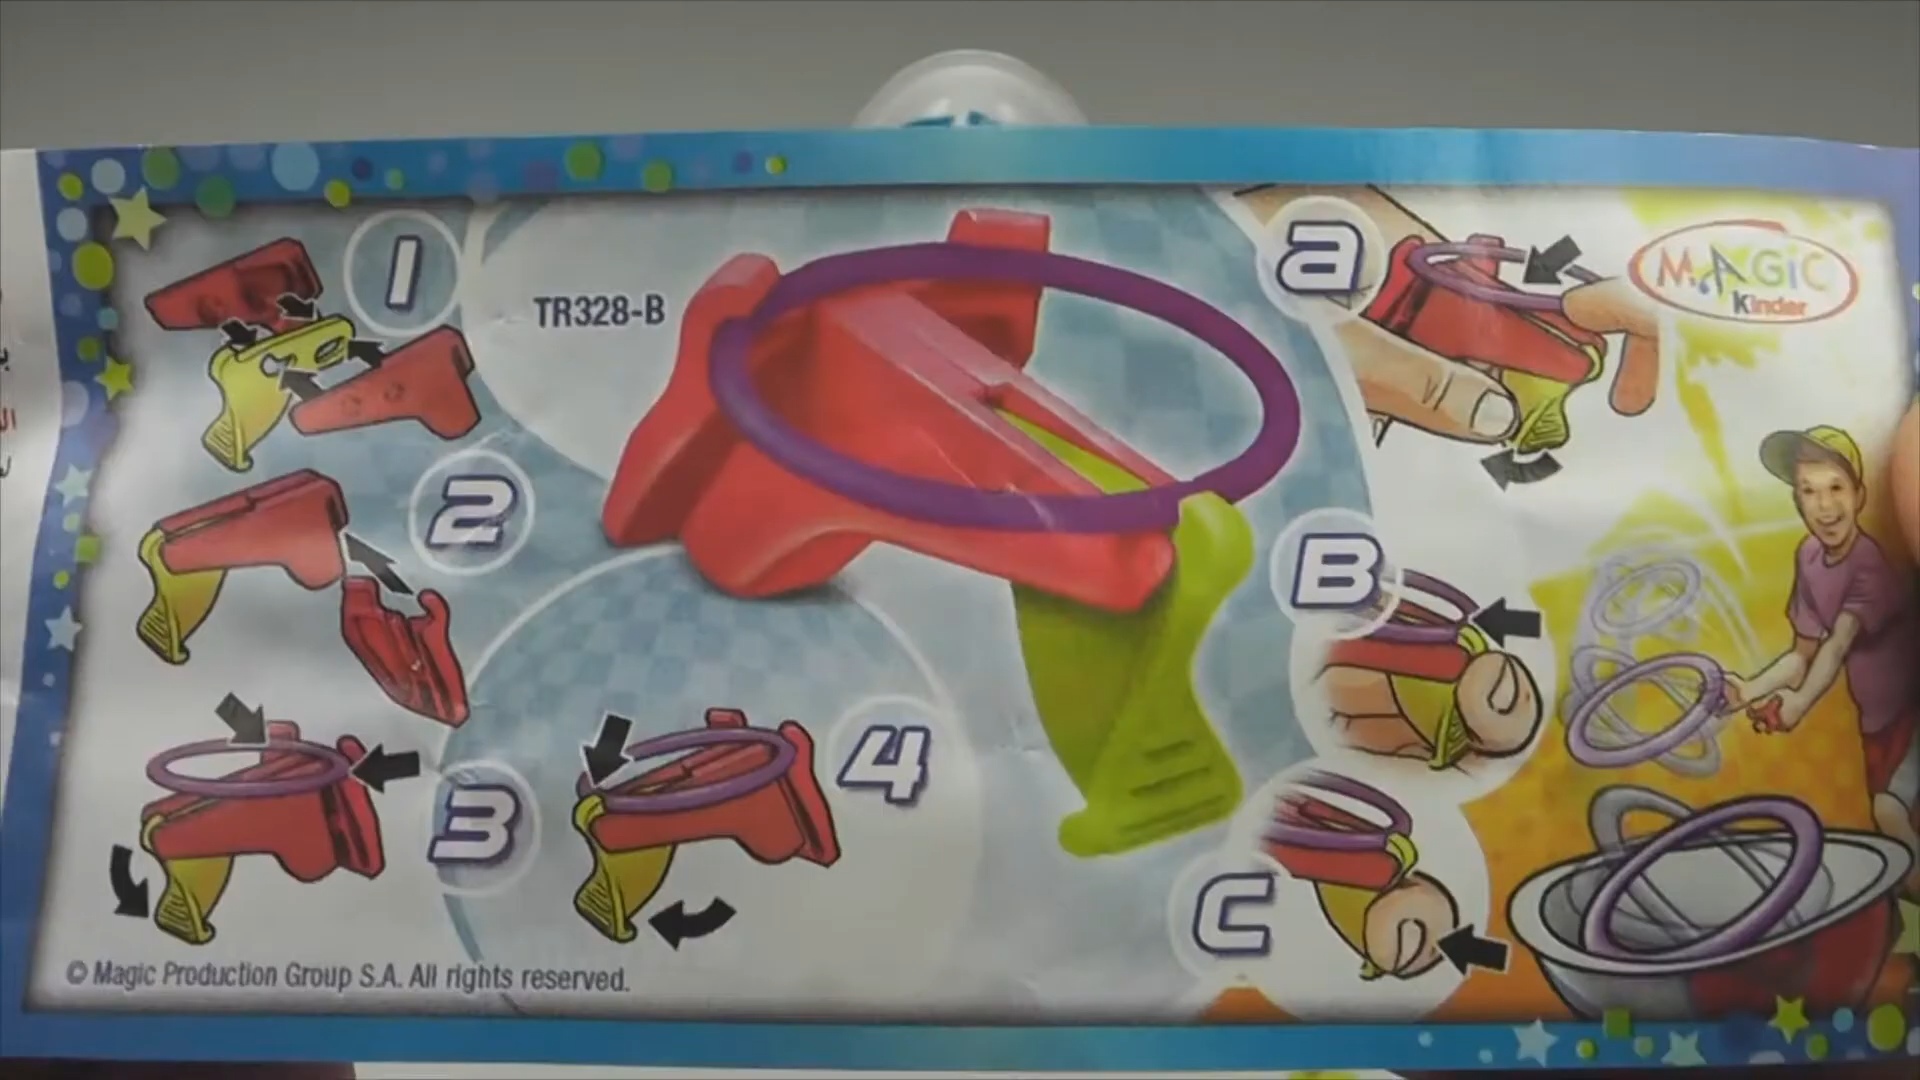 1
TR328-B
a
MAGiC
Kinder
2
B
3
4
C
© Magic Production Group S.A. All rights reserved.